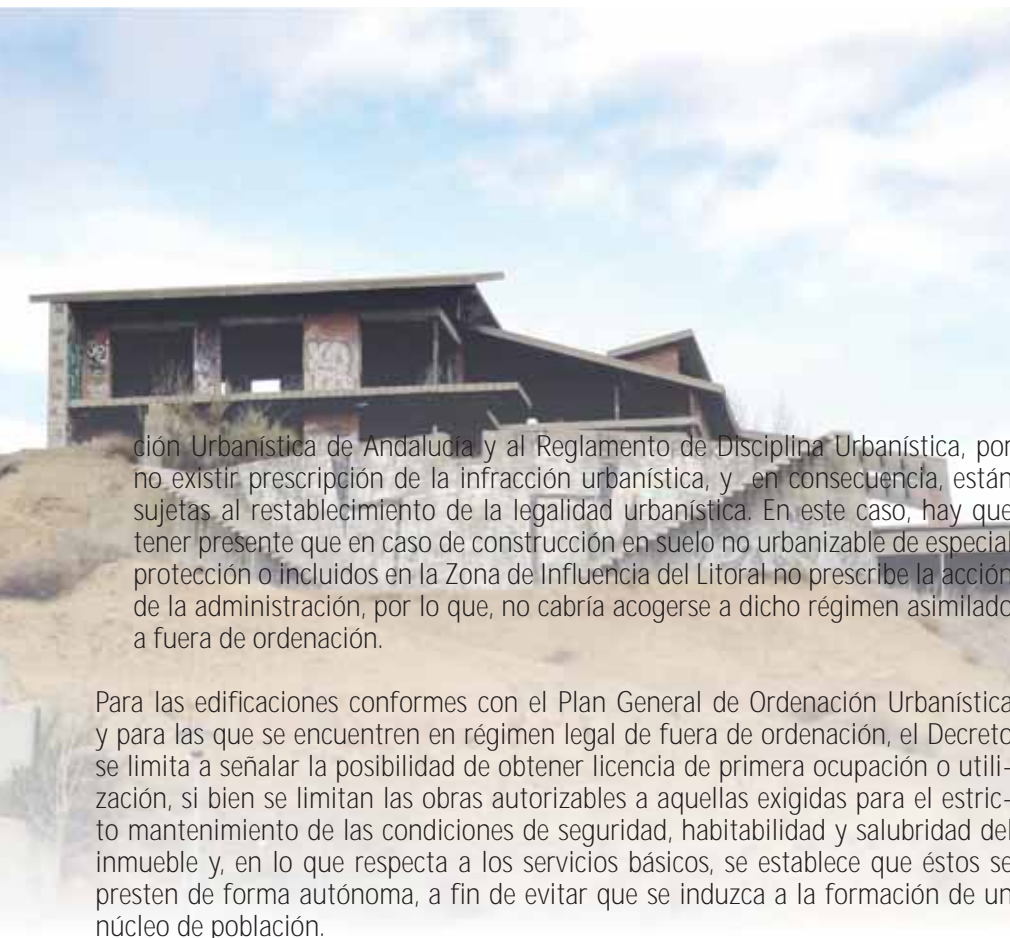 ción Urbanística de Andalucía y al Reglamento de Disciplina Urbanística, por
no existir prescripción de la infracción urbanística, y en consecuencia, están
sujetas al restablecimiento de la legalidad urbanística. En este caso, hay que
tener presente que en caso de construcción en suelo no urbanizable de especial
protección o incluidos en la Zona de Influencia del Litoral no prescribe la acción
de la administración, por lo que, no cabría acogerse a dicho régimen asimilado
a fuera de ordenación.
Para las edificaciones conformes con el Plan General de Ordenación Urbanística
y para las que se encuentren en régimen legal de fuera de ordenación, el Decreto
se limita a señalar la posibilidad de obtener licencia de primera ocupación o utili-
zación, si bien se limitan las obras autorizables a aquellas exigidas para el estric-
to mantenimiento de las condiciones de seguridad, habitabilidad y salubridad del
inmueble y, en lo que respecta a los servicios básicos, se establece que éstos se
presten de forma autónoma, a fin de evitar que se induzca a la formación de un
núcleo de población.